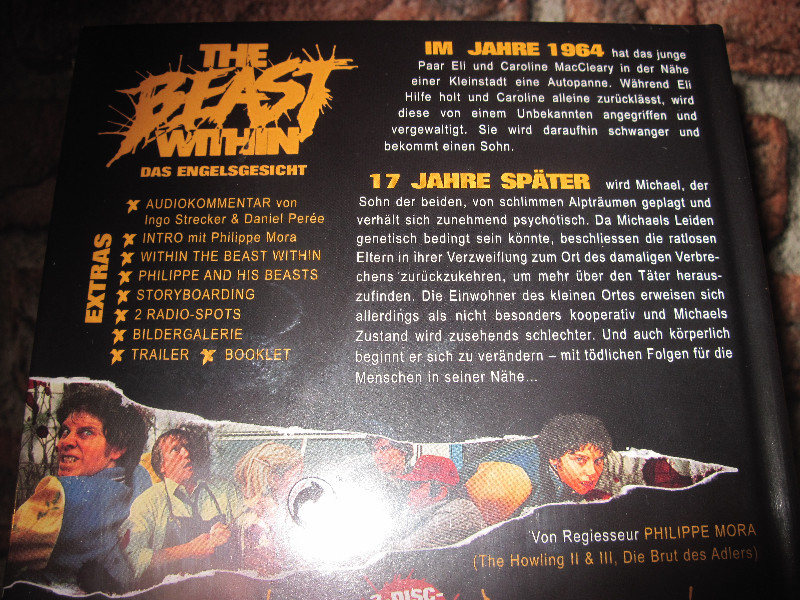 THE
BEAST
WITHIN
DAS ENGELSGESICHT
EXTRAS
AUDIOKOMMENTAR von
Ingo Strecker & Daniel Perée
INTRO mit Philippe Mora
WITHIN THE BEAST WITHIN
PHILIPPE AND HIS BEASTS
STORYBOARDING
2 RADIO-SPOTS
BILDERGALERIE
TRAILER BOOKLET
IM JAHRE 1964 hat das junge
Paar Eli und Caroline MacCleary in der Nähe
einer Kleinstadt eine Autopanne. Während Eli
Hilfe holt und Caroline alleine zurücklässt, wird
diese von einem Unbekannten angegriffen und
vergewaltigt. Sie wird daraufhin schwanger und
bekommt einen Sohn.
17 JAHRE SPÄTER wird Michael, der
Sohn der beiden, von schlimmen Alpträumen geplagt und
verhält sich zunehmend psychotisch. Da Michaels Leiden
genetisch bedingt sein könnte, beschliessen die ratlosen
Eltern in ihrer Verzweiflung zum Ort des damaligen Verbre-
chens zurückzukehren, um mehr über den Täter heraus-
zufinden. Die Einwohner des kleinen Ortes erweisen sich
allerdings als nicht besonders kooperativ und Michaels
Zustand wird zusehends schlechter. Und auch körperlich
beginnt er sich zu verändern – mit tödlichen Folgen für die
Menschen in seiner Nähe...
Von Regiesseur PHILIPPE MORA
(The Howling II & III, Die Brut des Adlers)